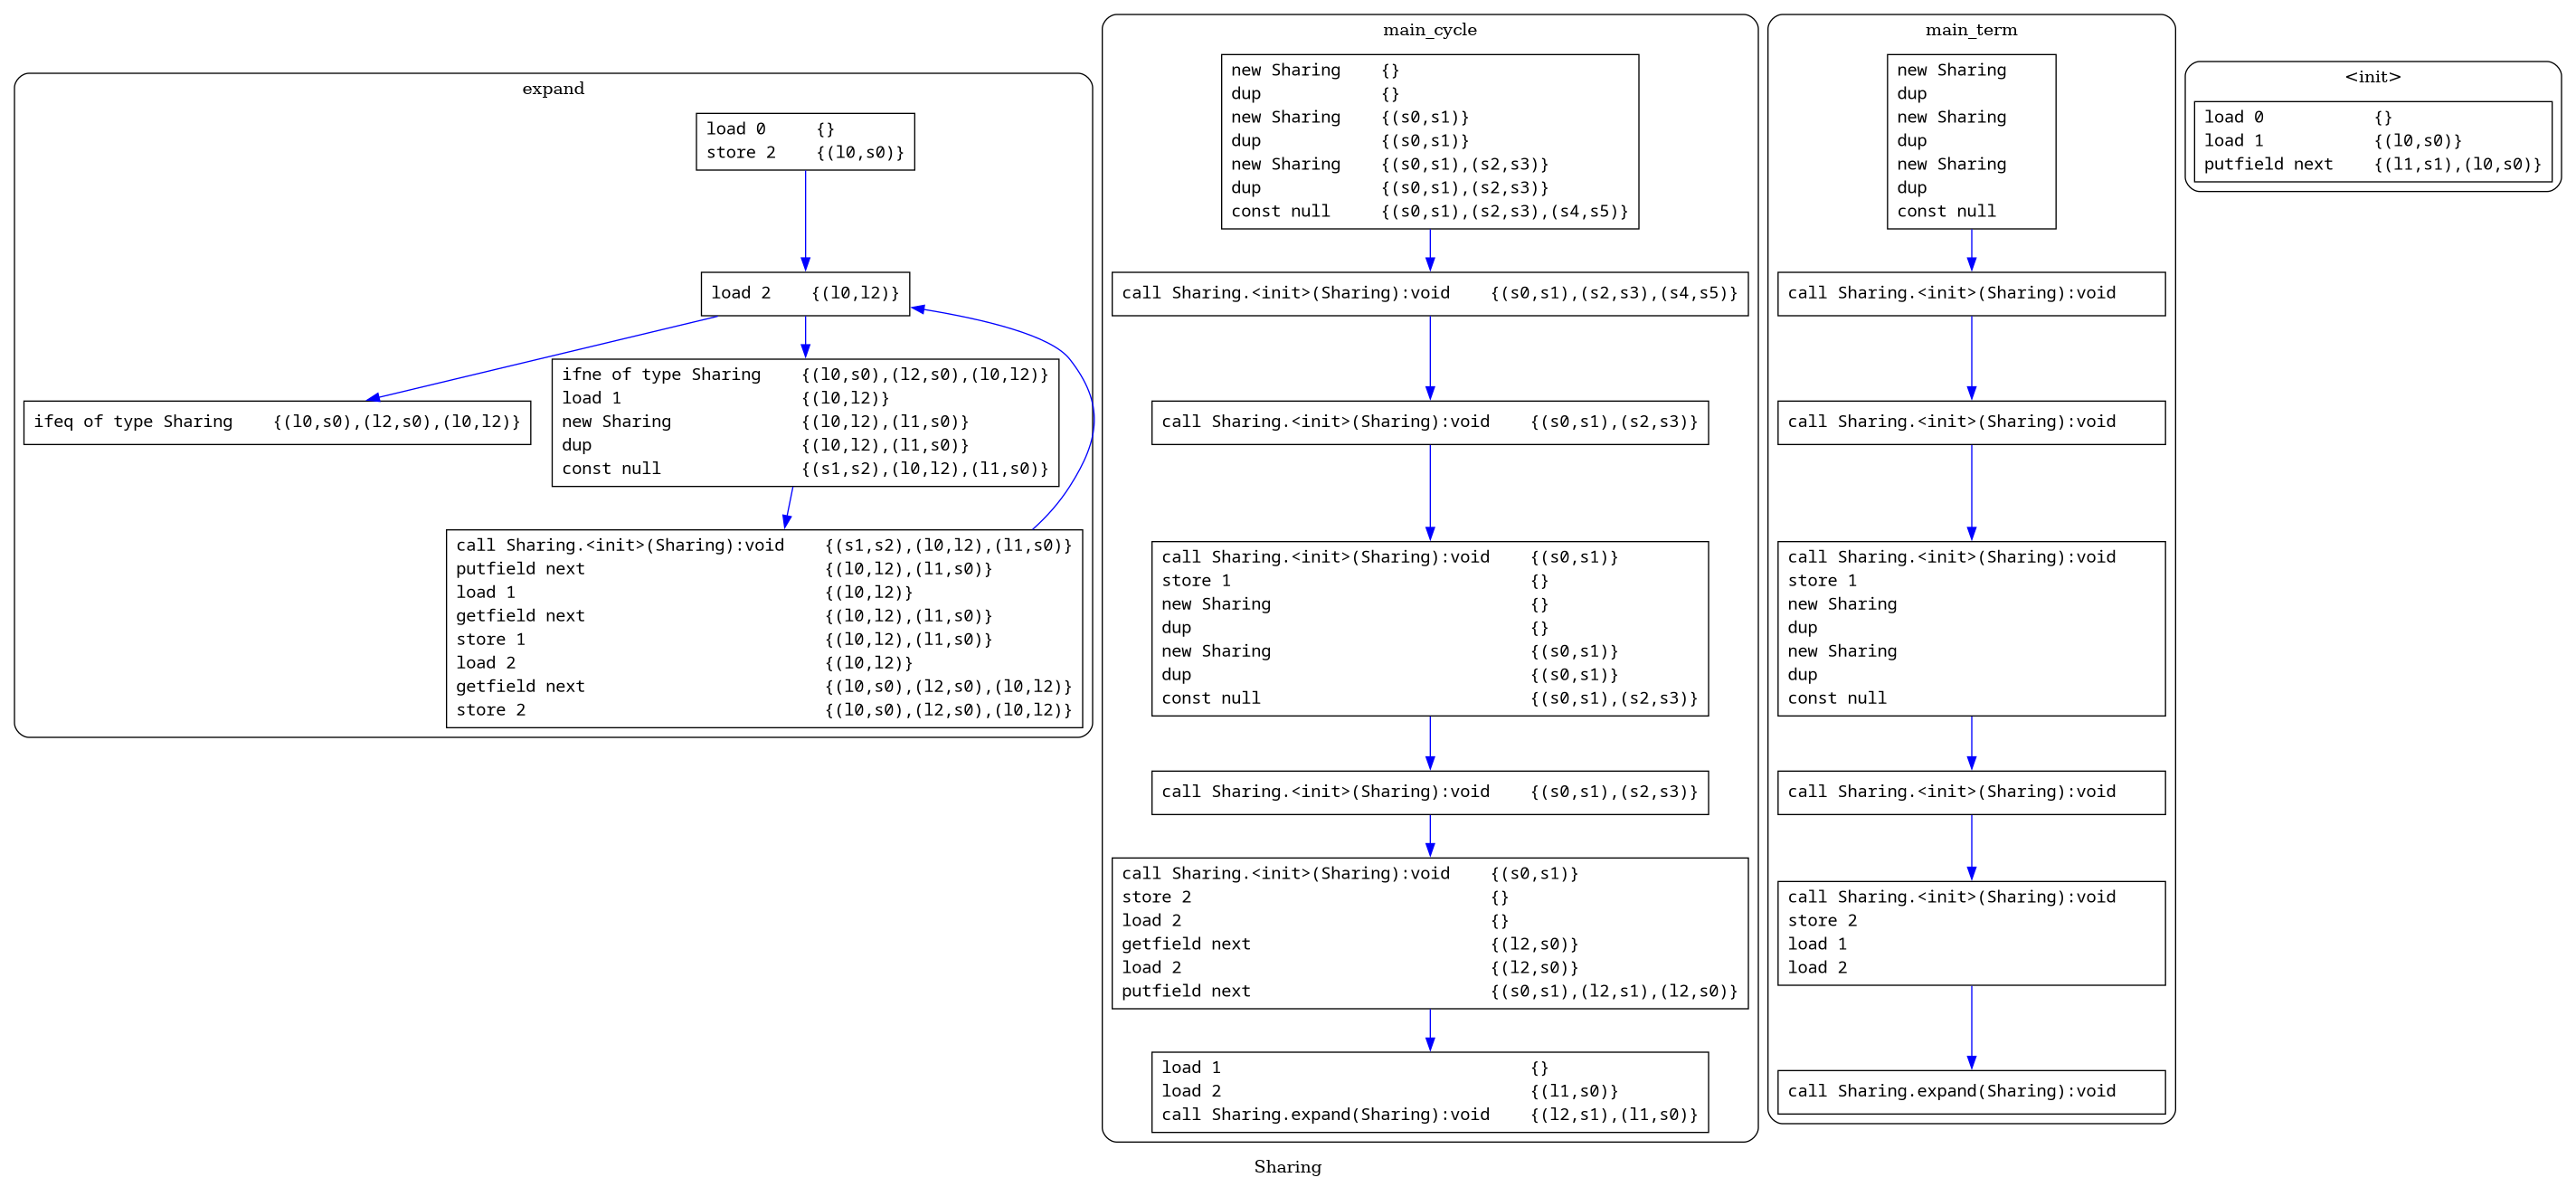 expand
load 0     {}
store 2    {(l0,s0)}
load 2    {(l0,l2)}
ifeq of type Sharing    {(l0,s0),(l2,s0),(l0,l2)}
ifne of type Sharing    {(l0,s0),(l2,s0),(l0,l2)}
load 1                  {(l0,l2)}
new Sharing             {(l0,l2),(l1,s0)}
dup                     {(l0,l2),(l1,s0)}
const null              {(s1,s2),(l0,l2),(l1,s0)}
call Sharing.<init>(Sharing):void    {(s1,s2),(l0,l2),(l1,s0)}
putfield next                        {(l0,l2),(l1,s0)}
load 1                               {(l0,l2)}
getfield next                        {(l0,l2),(l1,s0)}
store 1                              {(l0,l2),(l1,s0)}
load 2                               {(l0,l2)}
getfield next                        {(l0,s0),(l2,s0),(l0,l2)}
store 2                              {(l0,s0),(l2,s0),(l0,l2)}
main_cycle
new Sharing    {}
dup            {}
new Sharing    {(s0,s1)}
dup            {(s0,s1)}
new Sharing    {(s0,s1),(s2,s3)}
dup            {(s0,s1),(s2,s3)}
const null     {(s0,s1),(s2,s3),(s4,s5)}
call Sharing.<init>(Sharing):void    {(s0,s1),(s2,s3),(s4,s5)}
call Sharing.<init>(Sharing):void    {(s0,s1),(s2,s3)}
call Sharing.<init>(Sharing):void    {(s0,s1)}
store 1                              {}
new Sharing                          {}
dup                                  {}
new Sharing                          {(s0,s1)}
dup                                  {(s0,s1)}
const null                           {(s0,s1),(s2,s3)}
call Sharing.<init>(Sharing):void    {(s0,s1),(s2,s3)}
call Sharing.<init>(Sharing):void    {(s0,s1)}
store 2                              {}
load 2                               {}
getfield next                        {(l2,s0)}
load 2                               {(l2,s0)}
putfield next                        {(s0,s1),(l2,s1),(l2,s0)}
load 1                               {}
load 2                               {(l1,s0)}
call Sharing.expand(Sharing):void    {(l2,s1),(l1,s0)}
main_term
new Sharing
dup
new Sharing
dup
new Sharing
dup
const null
call Sharing.<init>(Sharing):void
call Sharing.<init>(Sharing):void
call Sharing.<init>(Sharing):void
store 1
new Sharing
dup
new Sharing
dup
const null
call Sharing.<init>(Sharing):void
call Sharing.<init>(Sharing):void
store 2
load 1
load 2
call Sharing.expand(Sharing):void
<init>
load 0           {}
load 1           {(l0,s0)}
putfield next    {(l1,s1),(l0,s0)}
Sharing